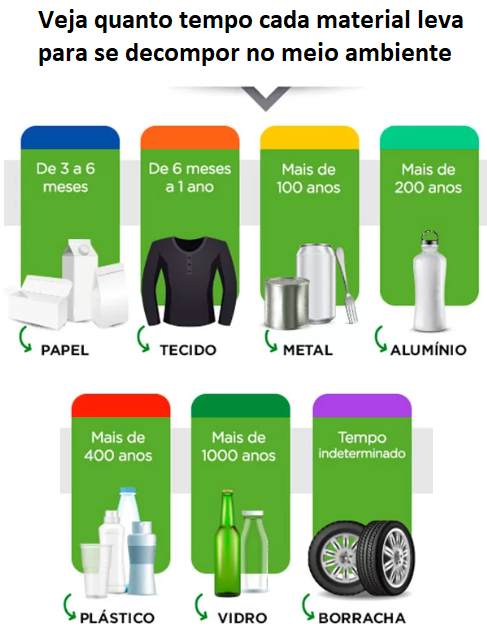 Veja quanto tempo cada material leva
para se decompor no meio ambiente
De 3 a 6
meses
De 6 meses
a 1 ano
Mais de
100 anos
Mais de
200 anos
PAPEL
TECIDO
METAL
ALUMÍNIO
Mais de
400 anos
Mais de
1000 anos
Tempo
indeterminado
PLÁSTICO
VIDRO
BORRACHA